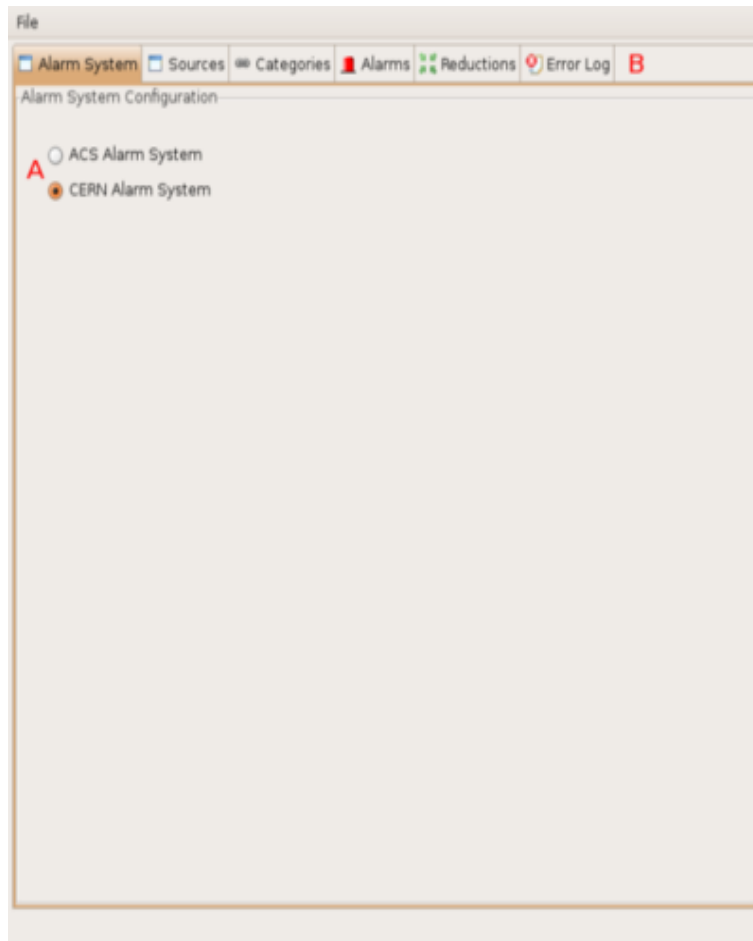 File
Alarm System Sources Categories Alarms Reductions Error Log B
Alarm System Configuration
ACS Alarm System
A
CERN Alarm System